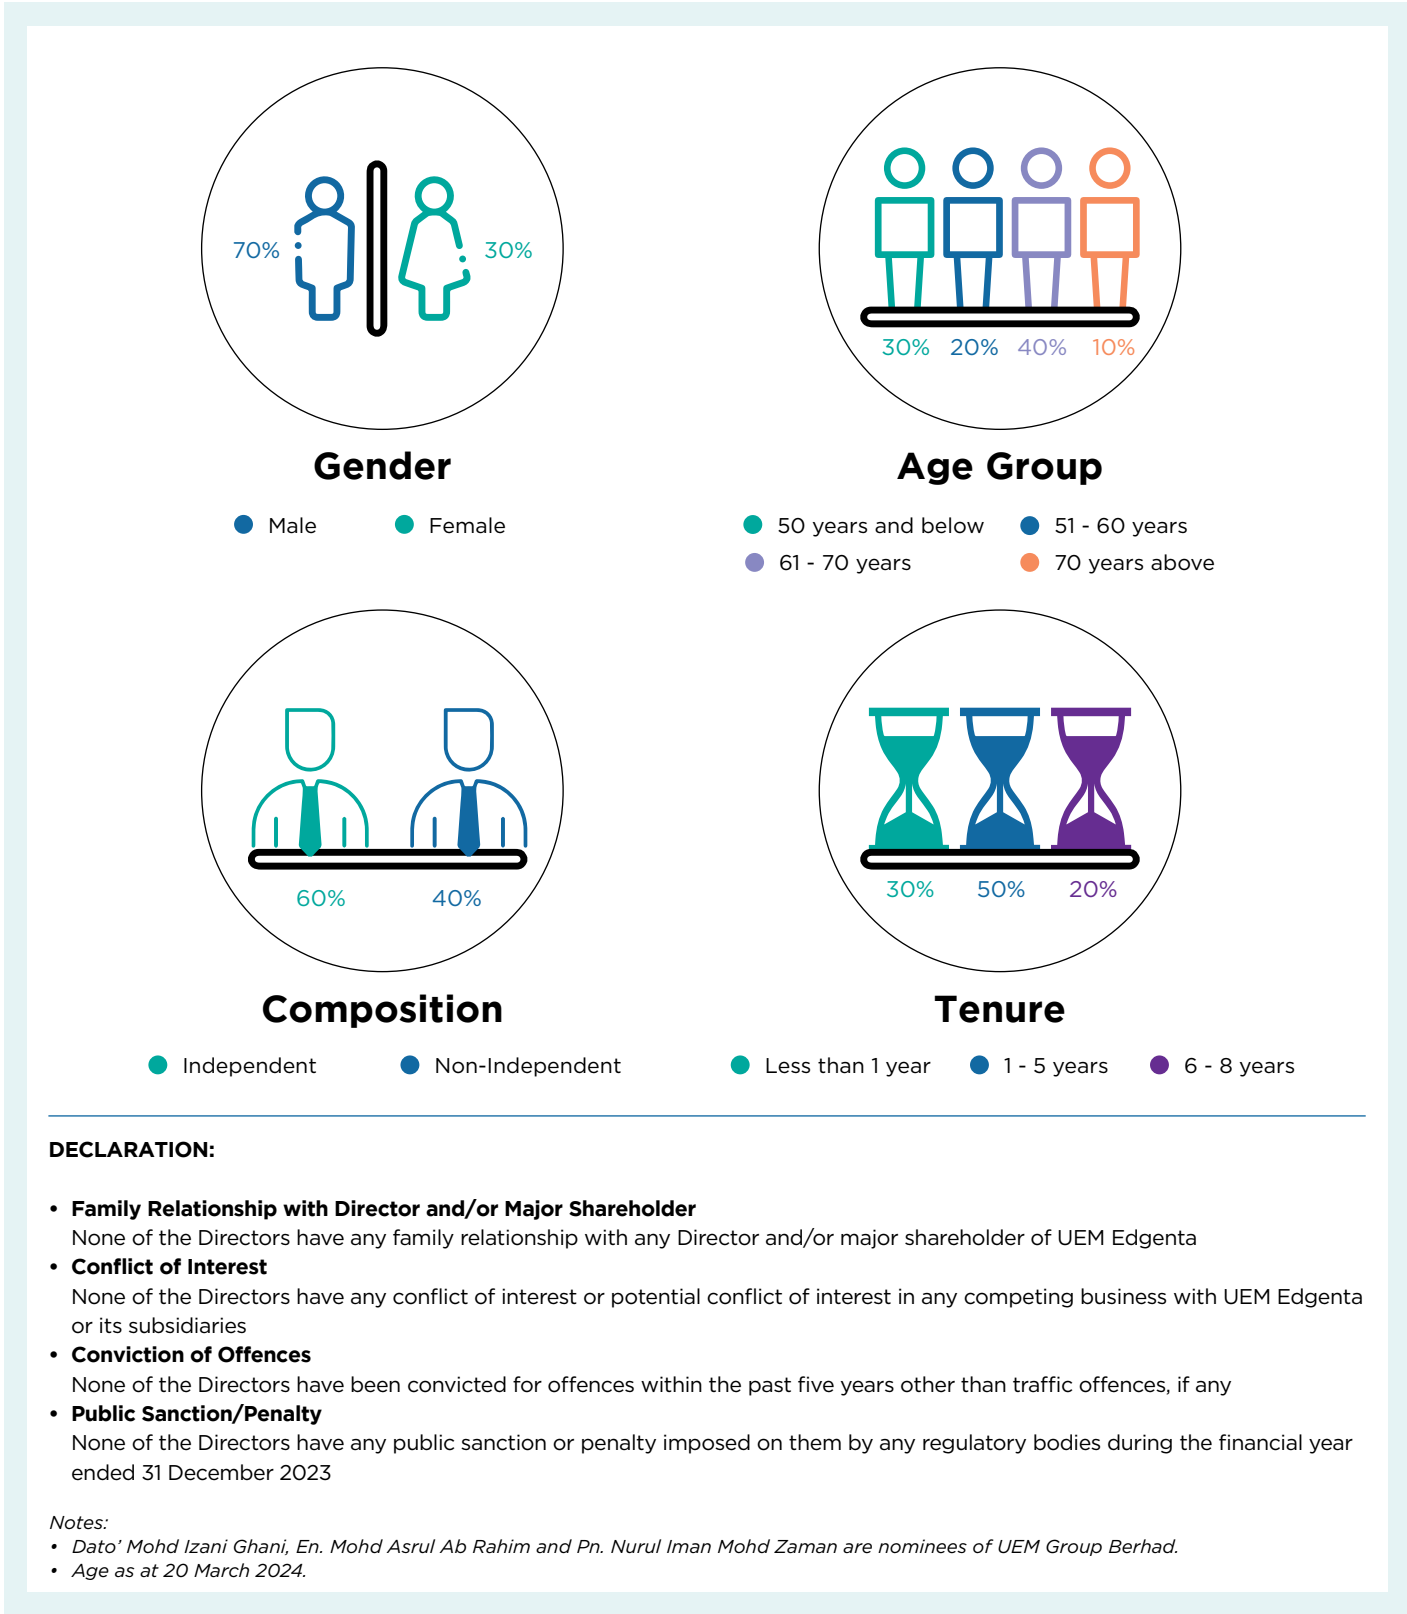 70%
30%
30% 20% 40% 10%
Gender
Age Group
Male Female
50 years and below 51 - 60 years
61 - 70 years 70 years above
60% 40%
30% 50% 20%
Composition
Tenure
Independent Non-Independent
Less than 1 year 1 - 5 years 6 - 8 years
DECLARATION:
• Family Relationship with Director and/or Major Shareholder
None of the Directors have any family relationship with any Director and/or major shareholder of UEM Edgenta
• Conflict of Interest
None of the Directors have any conflict of interest or potential conflict of interest in any competing business with UEM Edgenta
or its subsidiaries
• Conviction of Offences
None of the Directors have been convicted for offences within the past five years other than traffic offences, if any
• Public Sanction/Penalty
None of the Directors have any public sanction or penalty imposed on them by any regulatory bodies during the financial year
ended 31 December 2023
Notes:
• Dato’ Mohd Izani Ghani, En. Mohd Asrul Ab Rahim and Pn. Nurul Iman Mohd Zaman are nominees of UEM Group Berhad.
• Age as at 20 March 2024.